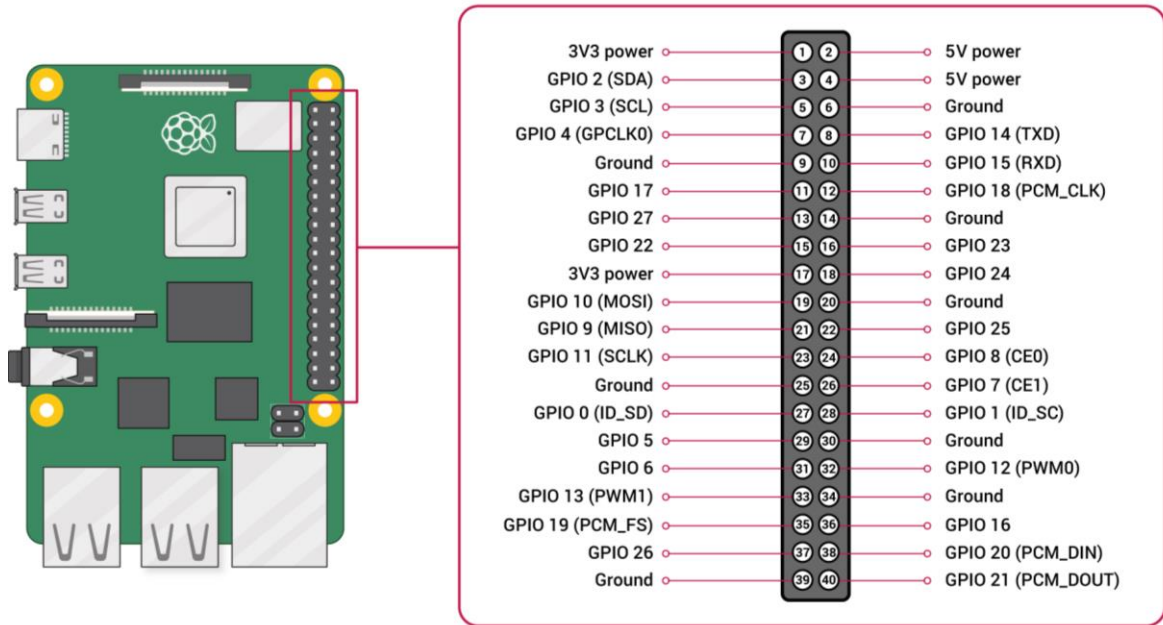 3V3 power 1 2 5V power
GPIO 2 (SDA) 3 4 5V power
GPIO 3 (SCL) 5 6 Ground
GPIO 4 (GPCLK0) 7 8 GPIO 14 (TXD)
Ground 9 10 GPIO 15 (RXD)
GPIO 17 11 12 GPIO 18 (PCM_CLK)
GPIO 27 13 14 Ground
GPIO 22 15 16 GPIO 23
3V3 power 17 18 GPIO 24
GPIO 10 (MOSI) 19 20 Ground
GPIO 9 (MISO) 21 22 GPIO 25
GPIO 11 (SCLK) 23 24 GPIO 8 (CE0)
Ground 25 26 GPIO 7 (CE1)
GPIO 0 (ID_SD) 27 28 GPIO 1 (ID_SC)
GPIO 5 29 30 Ground
GPIO 6 31 32 GPIO 12 (PWM0)
GPIO 13 (PWM1) 33 34 Ground
GPIO 19 (PCM_FS) 35 36 GPIO 16
GPIO 26 37 38 GPIO 20 (PCM_DIN)
Ground 39 40 GPIO 21 (PCM_DOUT)